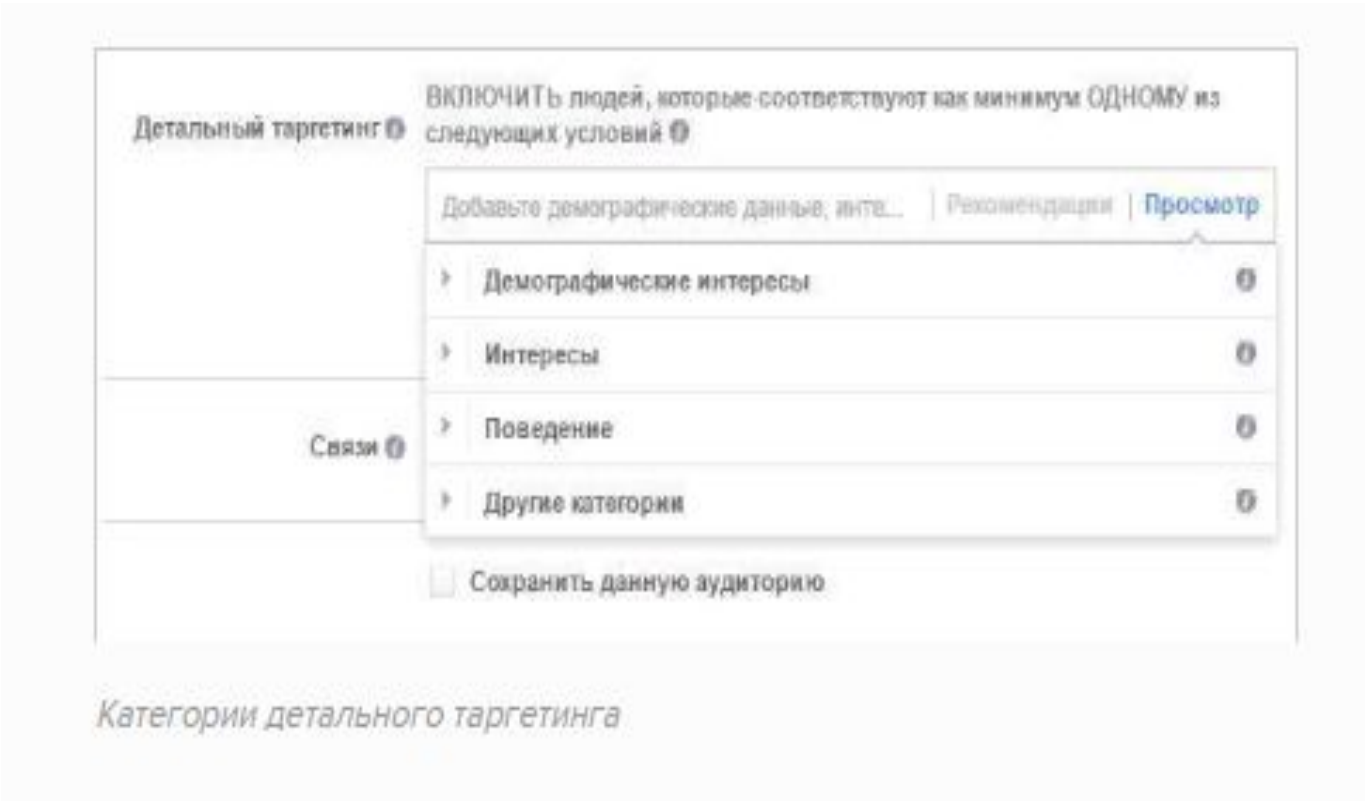 ВКЛЮЧИТЬ людей, которые соответствуют как минимум ОДНОМУ из
Детальный таргетинг следующих условий
Добавьте демографические данные, инте... | Рекомендации | Просмотр
Демографические интересы
Интересы
Поведение
Связи
Другие категории
Сохранить данную аудиторию
Категории детального таргетинга